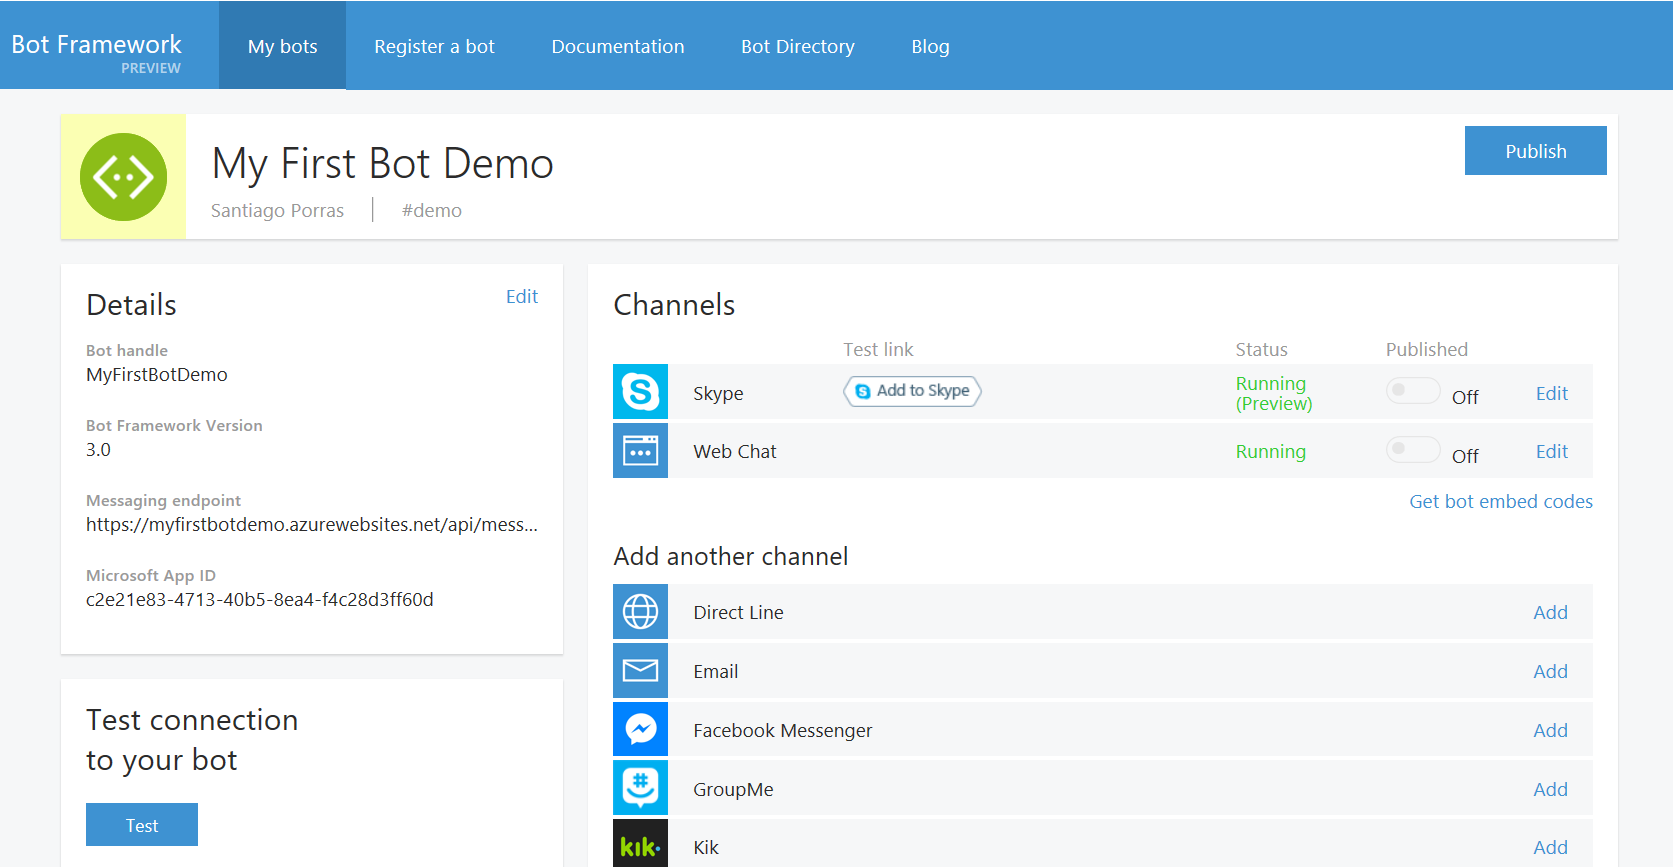 Bot Framework
PREVIEW
My bots
Register a bot
Documentation
Bot Directory
Blog
My First Bot Demo
Santiago Porras
#demo
Publish
Details
Edit
Bot handle
MyFirstBotDemo
Bot Framework Version
3.0
Messaging endpoint
https://myfirstbotdemo.azurewebsites.net/api/mess...
Microsoft App ID
c2e21e83-4713-40b5-8ea4-f4c28d3ff60d
Test connection
to your bot
Test
Channels
Test link
Status
Published
Skype
Add to Skype
Running
(Preview)
Off
Edit
Web Chat
Running
Off
Edit
Get bot embed codes
Add another channel
Direct Line
Add
Email
Add
Facebook Messenger
Add
GroupMe
Add
kik
Kik
Add